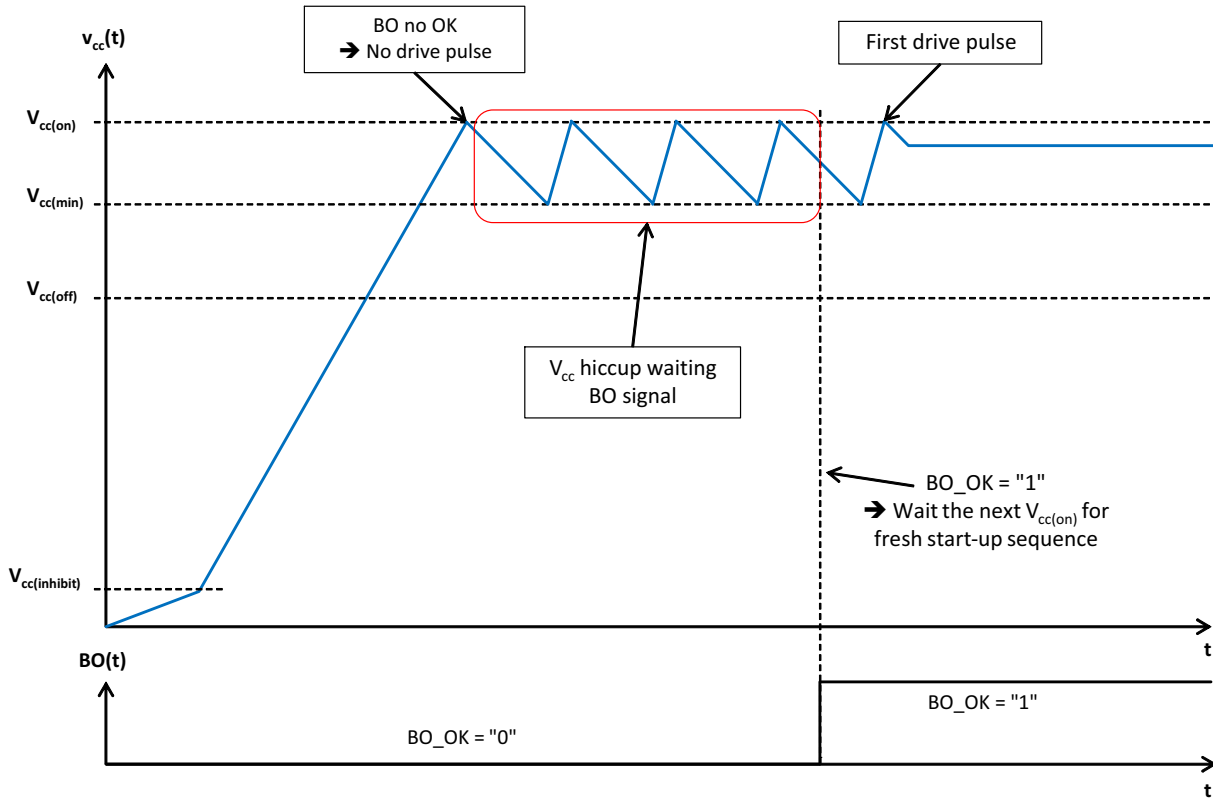 BO no OK
➔ No drive pulse
First drive pulse
vcc(t)
Vcc(on)
Vcc(min)
Vcc(off)
Vcc hiccup waiting
BO signal
BO_OK = "1"
➔ Wait the next Vcc(on) for
fresh start-up sequence
Vcc(inhibit)
t
BO(t)
BO_OK = "1"
BO_OK = "0"
t